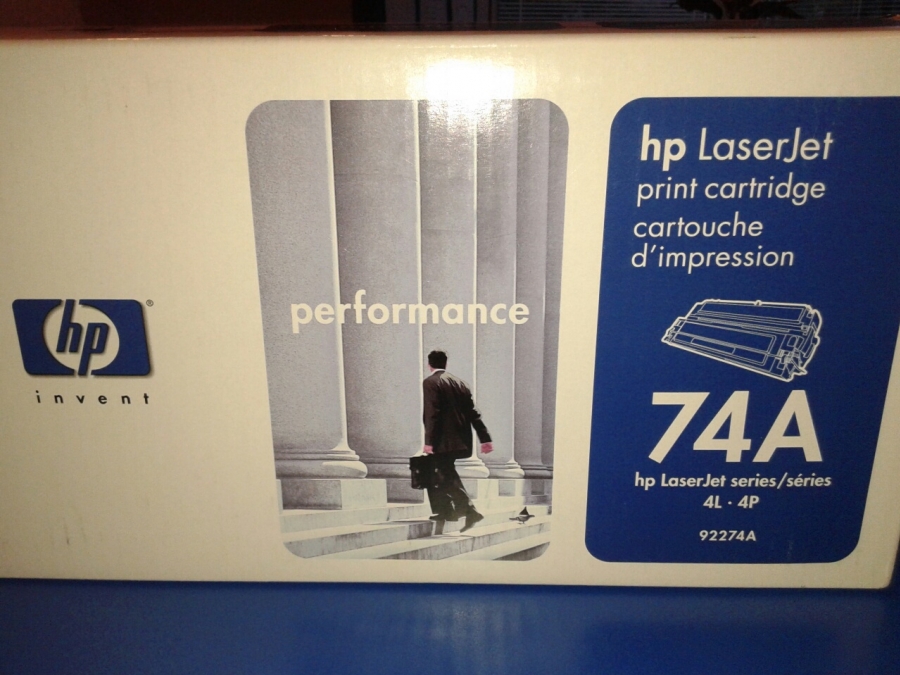 hp
®
invent
performance
hp LaserJet
print cartridge
cartouche
d'impression
74A
hp LaserJet series/séries
4L · 4P
92274A